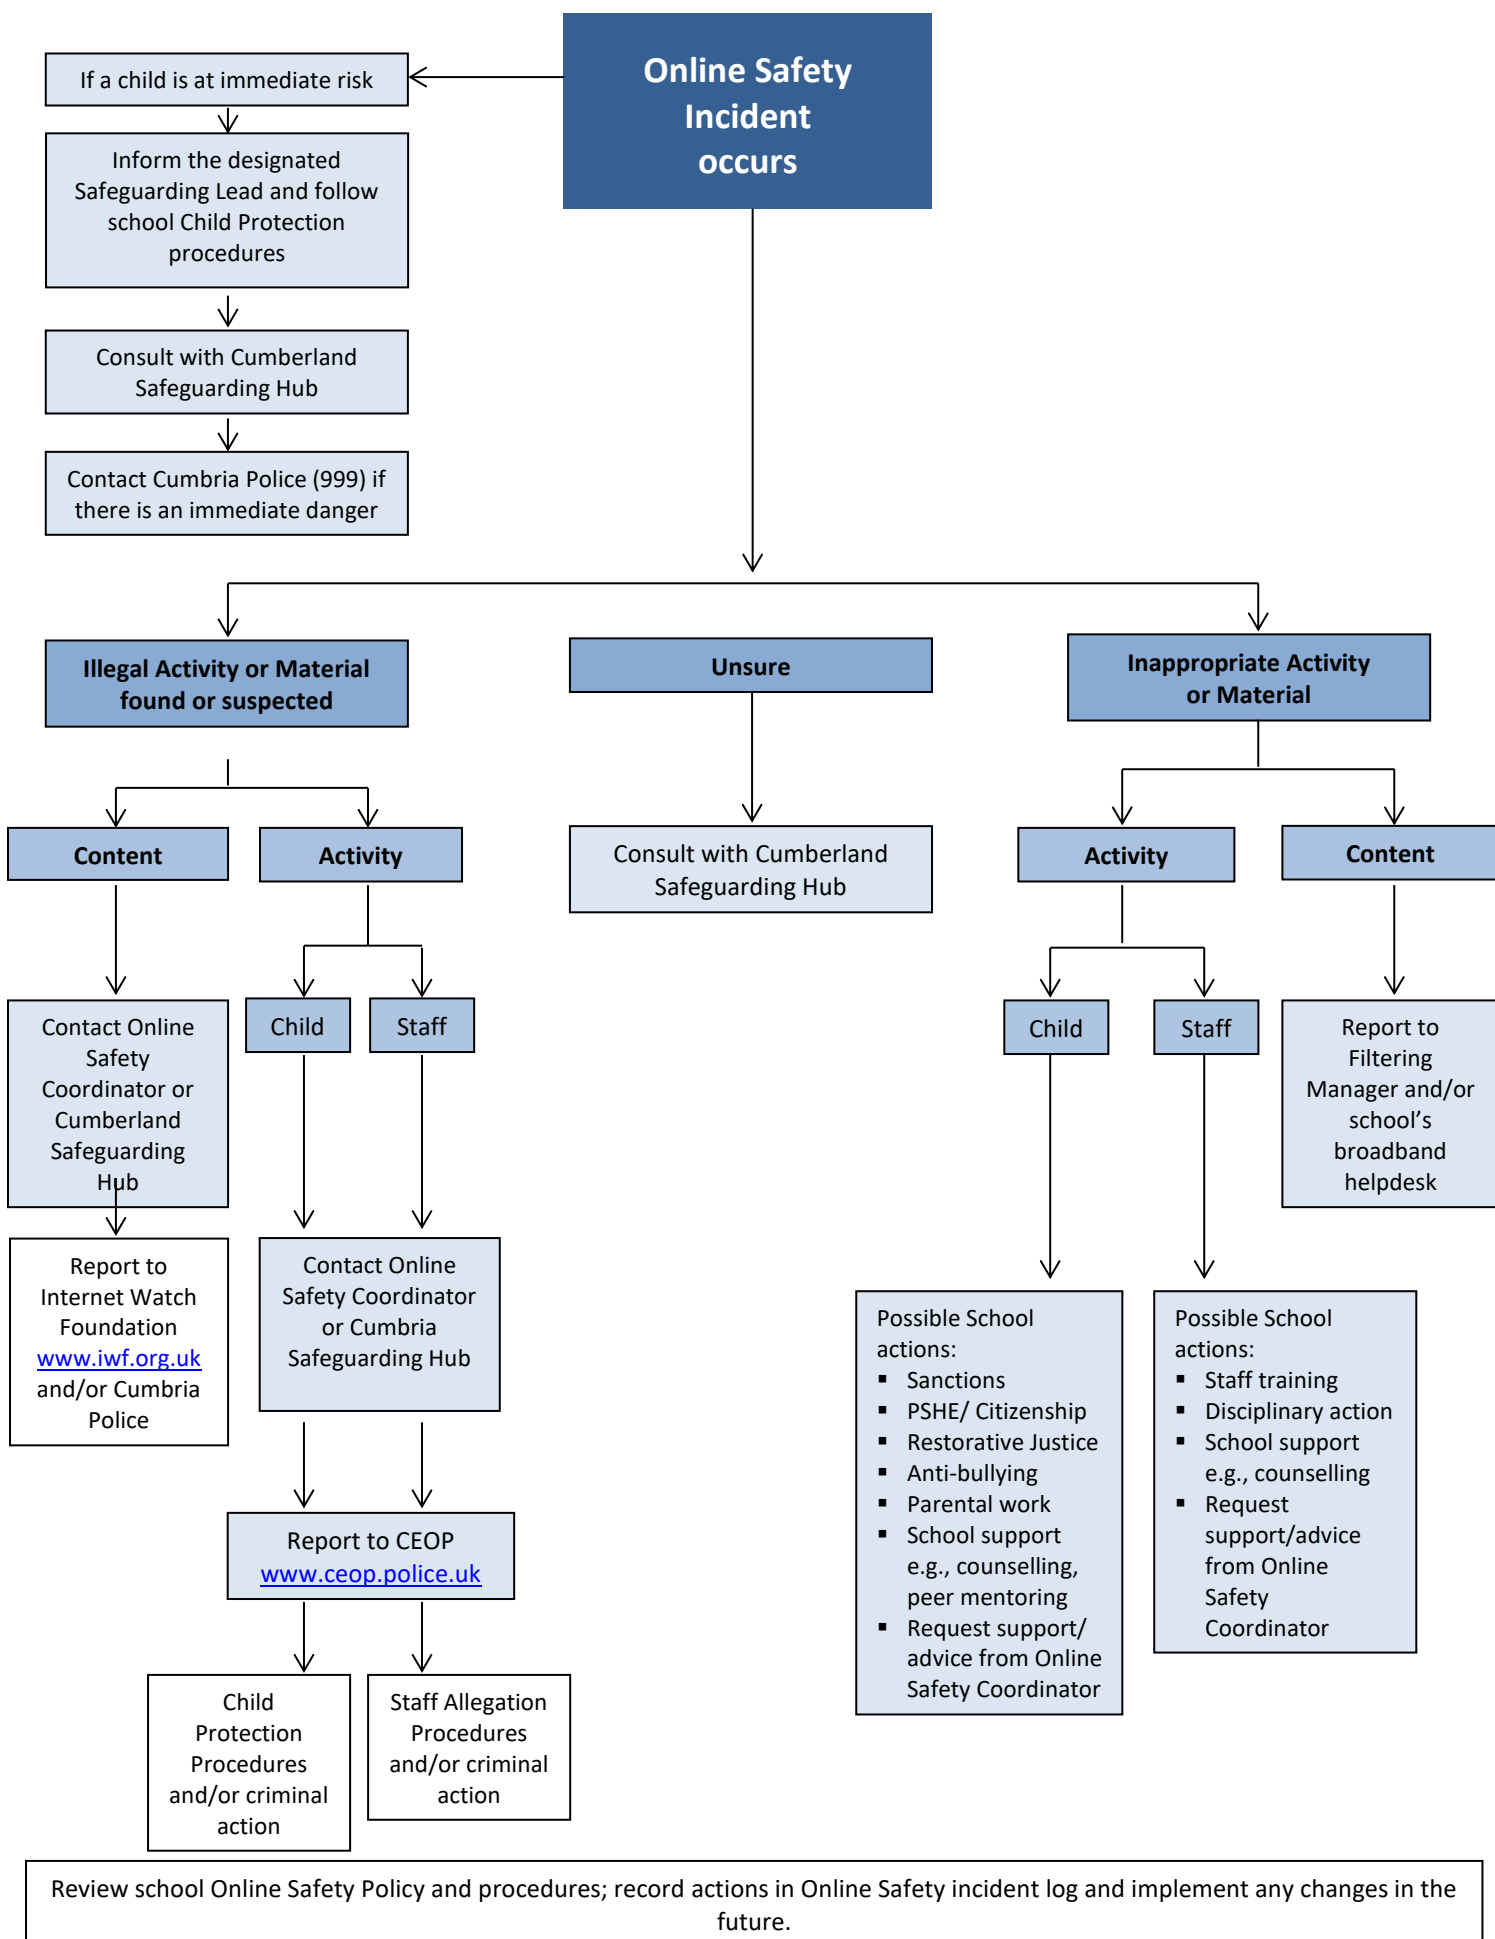 Online Safety
Incident
occurs
If a child is at immediate risk
Inform the designated
Safeguarding Lead and follow
school Child Protection
procedures
Consult with Cumberland
Safeguarding Hub
Contact Cumbria Police (999) if
there is an immediate danger
Illegal Activity or Material
found or suspected
Unsure
Inappropriate Activity
or Material
Content
Activity
Consult with Cumberland
Safeguarding Hub
Activity
Content
Contact Online
Safety
Coordinator or
Cumberland
Safeguarding
Hub
Child
Staff
Child
Staff
Report to
Filtering
Manager and/or
school’s
broadband
helpdesk
Report to
Internet Watch
Foundation
www.iwf.org.uk
and/or Cumbria
Police
Contact Online
Safety Coordinator
or Cumbria
Safeguarding Hub
Possible School
actions:
▪ Sanctions
▪ PSHE/ Citizenship
▪ Restorative Justice
▪ Anti-bullying
▪ Parental work
▪ School support
e.g., counselling,
peer mentoring
▪ Request support/
advice from Online
Safety Coordinator
Possible School
actions:
▪ Staff training
▪ Disciplinary action
▪ School support
e.g., counselling
▪ Request
support/advice
from Online
Safety
Coordinator
Report to CEOP
www.ceop.police.uk
Child
Protection
Procedures
and/or criminal
action
Staff Allegation
Procedures
and/or criminal
action
Review school Online Safety Policy and procedures; record actions in Online Safety incident log and implement any changes in the
future.